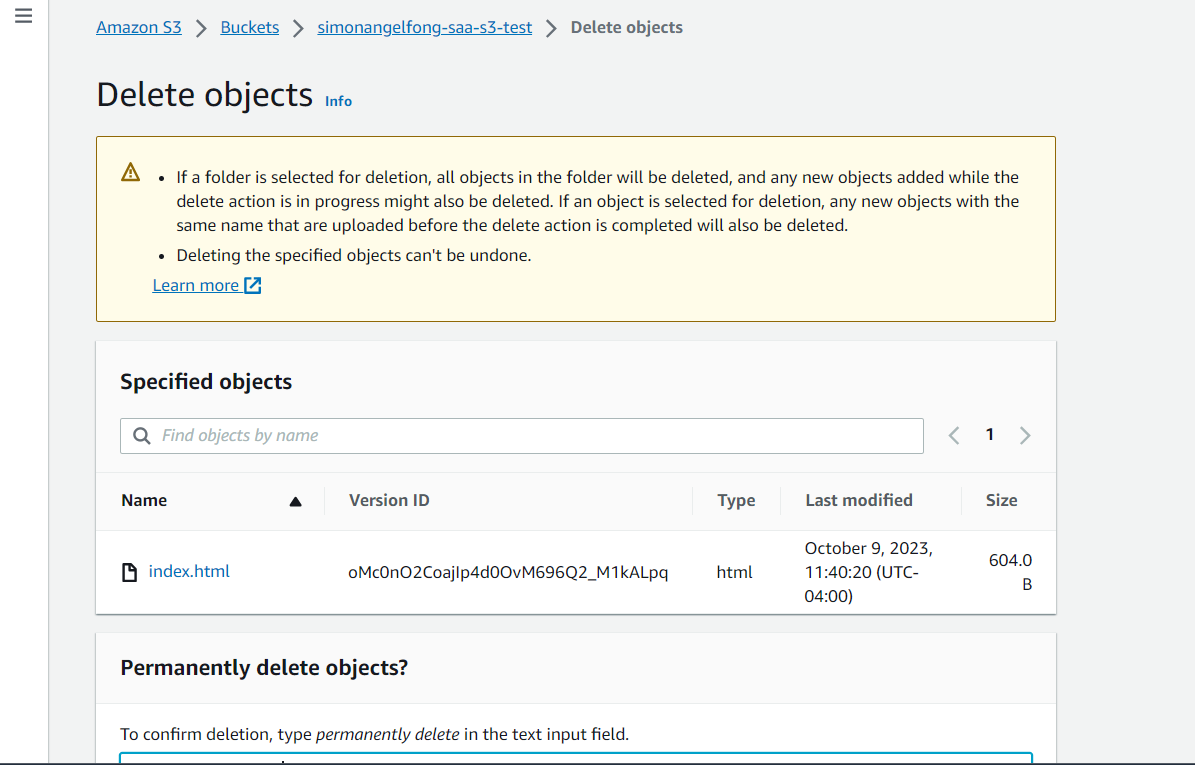 Amazon S3 > Buckets > simonangelfong-saa-s3-test > Delete objects
Delete objects Info
If a folder is selected for deletion, all objects in the folder will be deleted, and any new objects added while the
delete action is in progress might also be deleted. If an object is selected for deletion, any new objects with the
same name that are uploaded before the delete action is completed will also be deleted.
Deleting the specified objects can't be undone.
Learn more
Specified objects
Find objects by name
1
Name Version ID Type Last modified Size
index.html oMc0nO2CoajIp4d0OvM696Q2_M1kALpq html October 9, 2023,
11:40:20 (UTC-
04:00) 604.0
B
Permanently delete objects?
To confirm deletion, type permanently delete in the text input field.